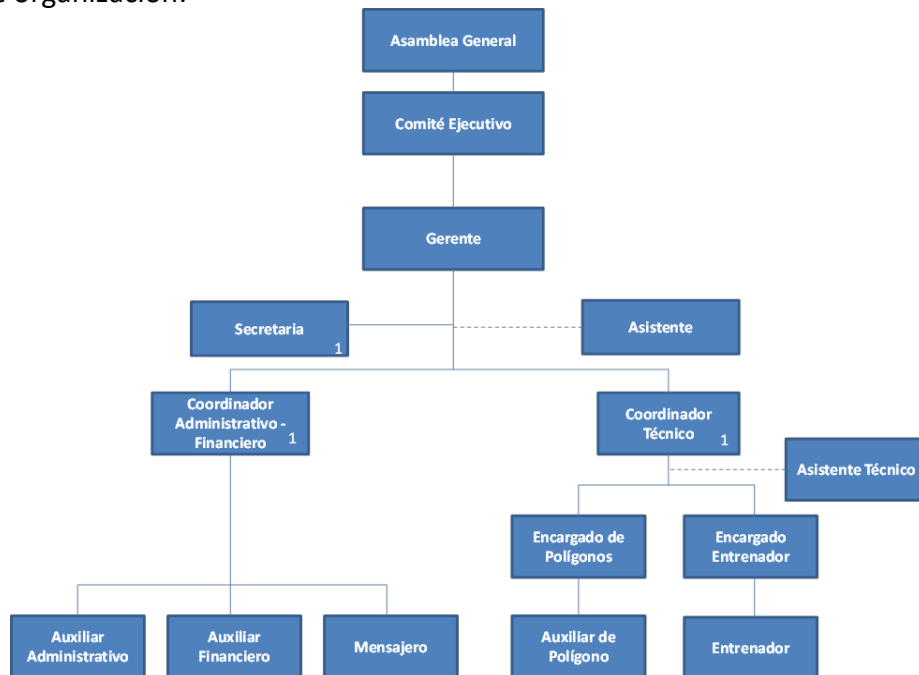 organización.
Asamblea General
Comité Ejecutivo
Gerente
Secretaria
1
Asistente
Coordinador
Administrativo -
Financiero
1
Coordinador
Técnico
1
Asistente Técnico
Encargado de
Polígonos
Encargado
Entrenador
Auxiliar
Administrativo
Auxiliar
Financiero
Mensajero
Auxiliar de
Polígono
Entrenador